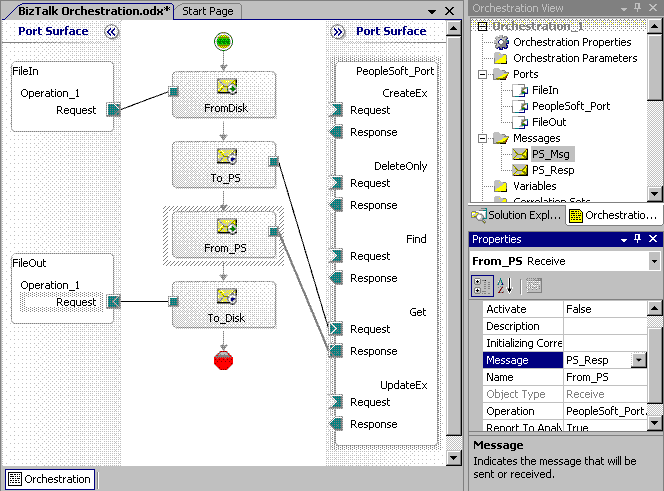 BizTalk Orchestration.odx*
Start Page
Port Surface
Port Surface
FileIn
Operation_1
Request
FileOut
Operation_1
Request
FromDisk
To_PS
From_PS
To_Disk
PeopleSoft_Port
CreateEx
Request
Response
DeleteOnly
Request
Response
Find
Request
Response
Get
Request
Response
UpdateEx
Request
Response
Orchestration
Orchestration View
Orchestration_1
Orchestration Properties
Orchestration Parameters
Ports
FileIn
PeopleSoft_Port
FileOut
Messages
PS_Msg
PS_Resp
Variables
Correlation Sets
Solution Expl...
Orchestratio...
Properties
From_PS Receive
Activate False
Description
Initializing Corre
Message PS_Resp
Name From_PS
Object Type Receive
Operation PeopleSoft_Port.
Report To Analy True
Message
Indicates the message that will be
sent or received.